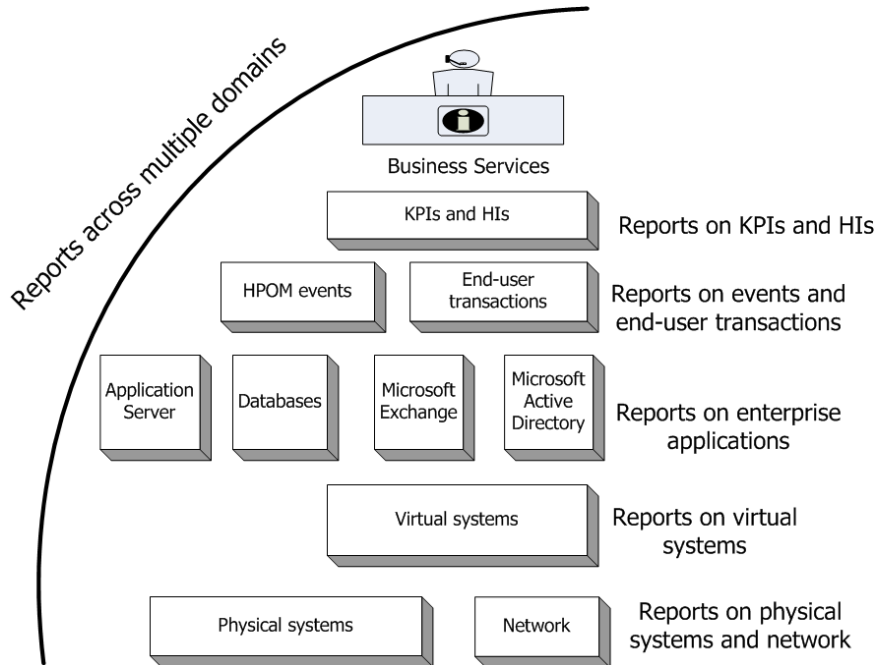 Reports across multiple domains
i
Business Services
KPIs and HIs
Reports on KPIs and HIs
HPOM events
End-user
transactions
Reports on events and
end-user transactions
Application
Server
Databases
Microsoft
Exchange
Microsoft
Active
Directory
Reports on enterprise
applications
Virtual systems
Reports on virtual
systems
Physical systems
Network
Reports on physical
systems and network